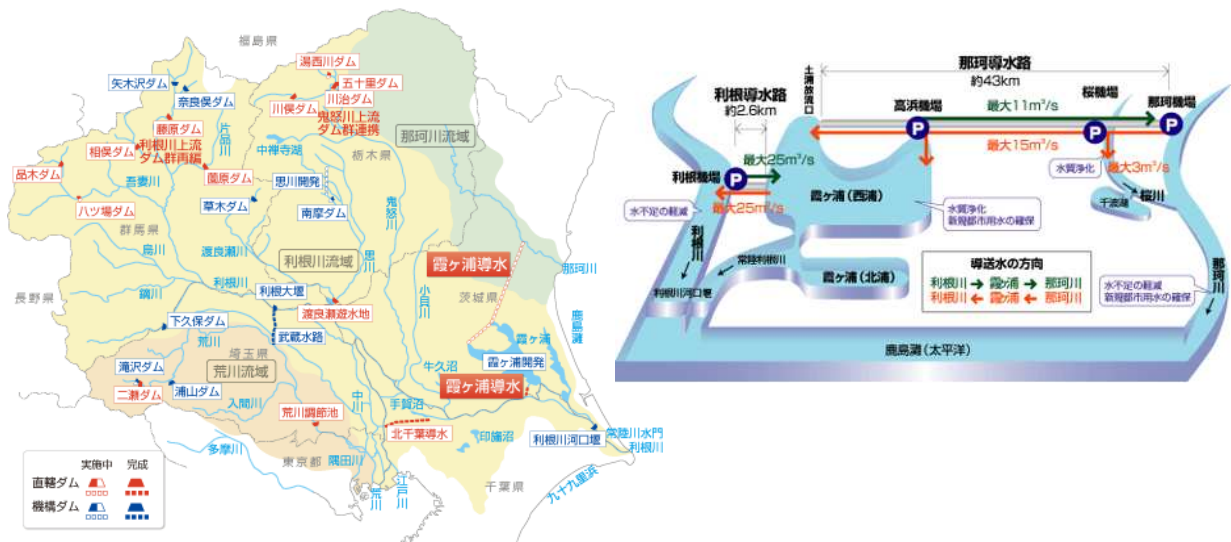 福島県
湯西川ダム
矢木沢ダム
五十里ダム
奈良俣ダム
川俣ダム
川治ダム
藤原ダム
片品川
鬼怒川上流
ダム群連携
那珂川流域
相俣ダム
利根川上流
ダム群再編
中禅寺湖
栃木県
品木ダム
吾妻川
薗原ダム
思川開発
鬼怒川
八ツ場ダム
草木ダム
南摩ダム
群馬県
烏川
渡良瀬川
思川
利根川流域
霞ヶ浦導水
那珂川
長野県
鏑川
利根川
利根大堰
小貝川
茨城県
渡良瀬遊水地
鹿島灘
下久保ダム
武蔵水路
荒川
霞ヶ浦
埼玉県
牛久沼
霞ヶ浦開発
滝沢ダム
荒川流域
霞ヶ浦導水
二瀬ダム
浦山ダム
中川
手賀沼
入間川
荒川調節池
北千葉導水
印旛沼
利根川河口堰
常陸川水門
利根川
多摩川
東京都
隅田川
江戸川
荒川
千葉県
九十九里浜
実施中
完成
直轄ダム
機構ダム
那珂導水路
約43km
土浦放流口
利根導水路
約2.6km
高浜機場
最大11m³/s
桜機場
那珂機場
P
P
P
最大15m³/s
最大25m³/s
利根機場
P
水質浄化
最大3m³/s
最大25m³/s
霞ヶ浦(西浦)
千波湖
桜川
水不足の軽減
水質浄化
新規都市用水の確保
利根川
常陸利根川
霞ヶ浦(北浦)
導送水の方向
利根川 霞ヶ浦 那珂川
利根川 霞ヶ浦 那珂川
那珂川
水不足の軽減
新規都市用水の確保
利根川河口堰
鹿島灘(太平洋)